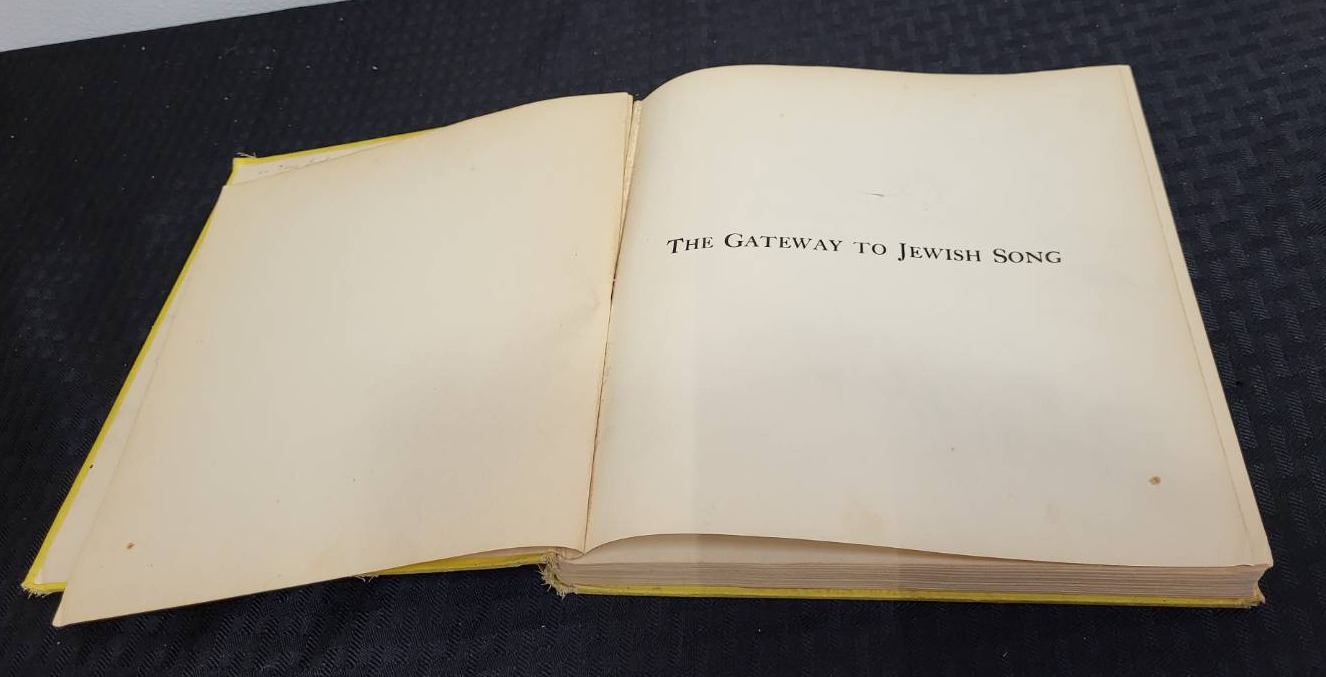 THE GATEWAY TO JEWISH SONG